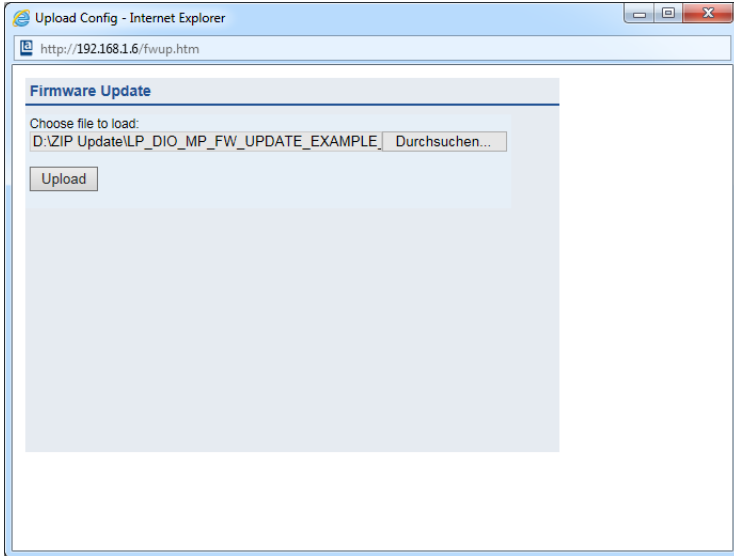 Upload Config - Internet Explorer
http://192.168.1.6/fwup.htm
Firmware Update
Choose file to load:
D:\ZIP Update\LP_DIO_MP_FW_UPDATE_EXAMPLE_ Durchsuchen...
Upload